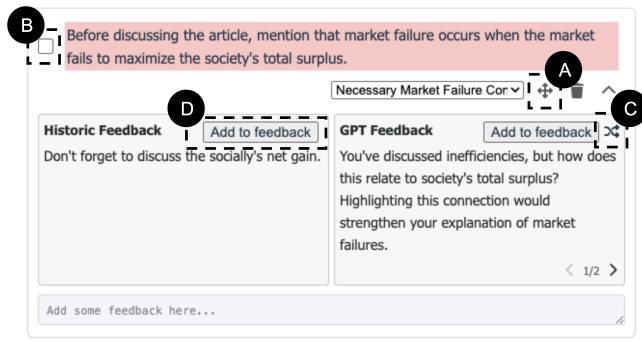 B
Before discussing the article, mention that market failure occurs when the market
fails to maximize the society's total surplus.
A
Necessary Market Failure Cor
D
C
Historic Feedback
Add to feedback
Don't forget to discuss the socially's net gain.
GPT Feedback
Add to feedback
You've discussed inefficiencies, but how does
this relate to society's total surplus?
Highlighting this connection would
strengthen your explanation of market
failures.
1/2
Add some feedback here...